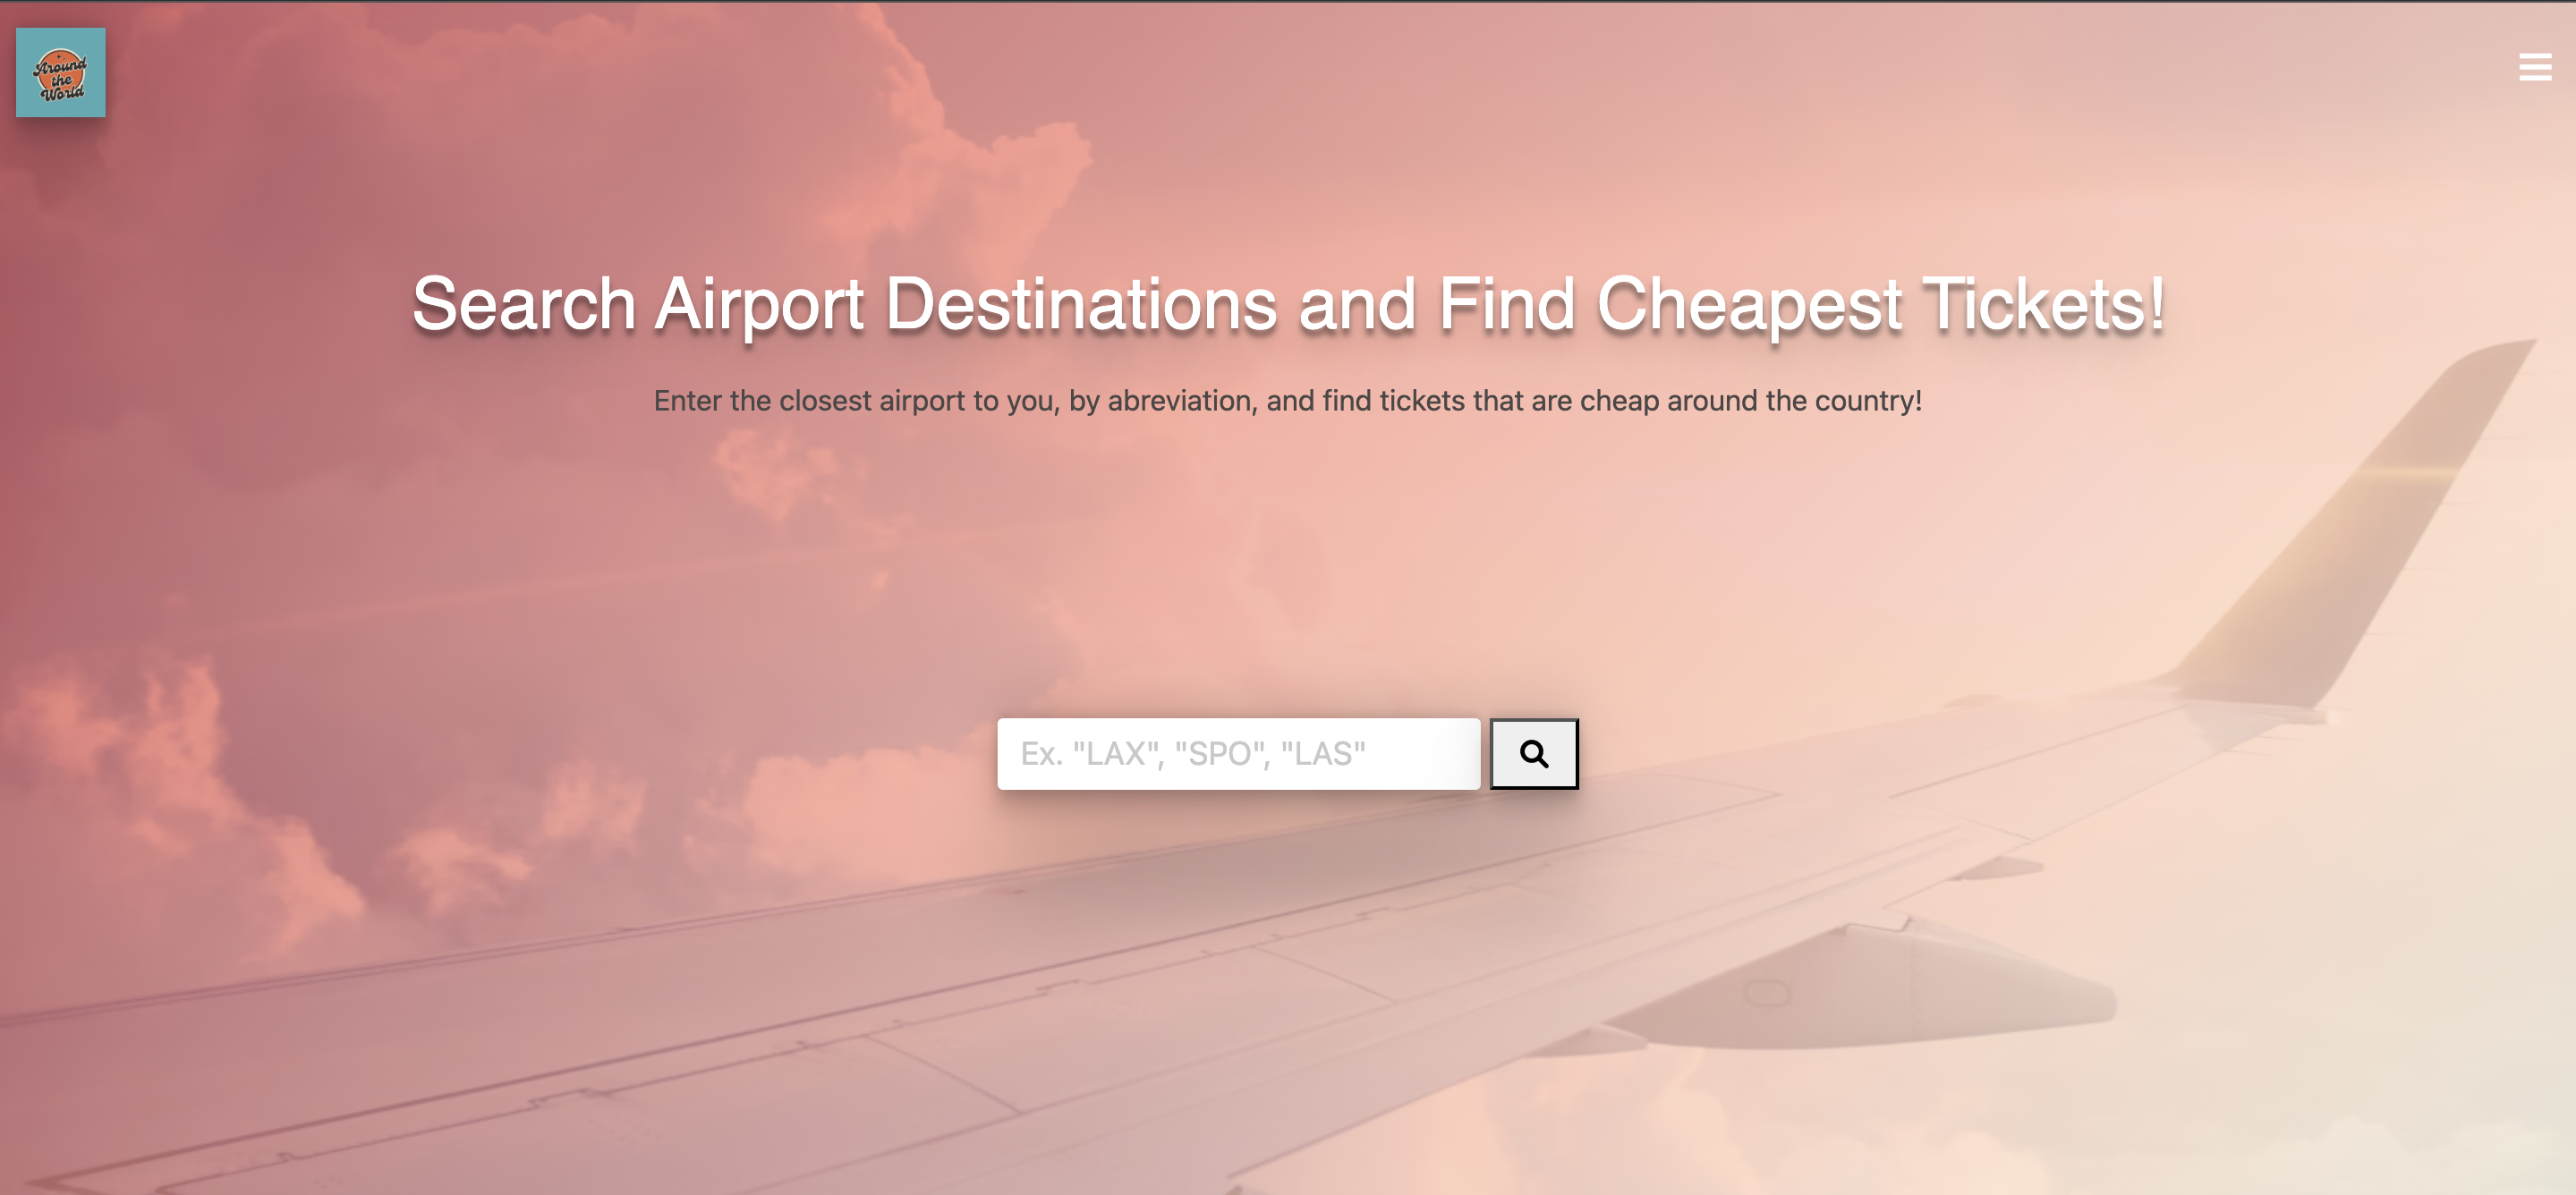 Around
the
World
Search Airport Destinations and Find Cheapest Tickets!
Enter the closest airport to you, by abreviation, and find tickets that are cheap around the country!
Ex. "LAX", "SPO", "LAS"